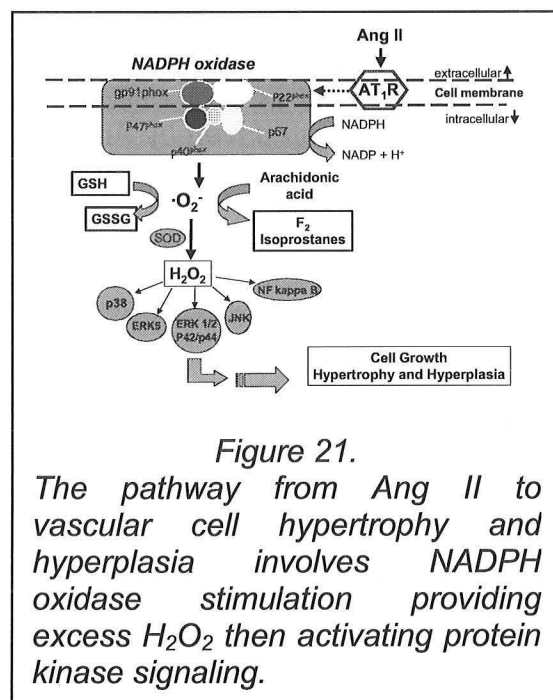 Ang II
NADPH oxidase
extracellular
gp91phox
P22phox
AT1R
Cell membrane
intracellular
P47phox
p67
p40phox
NADPH
NADP + H+
GSH
Arachidonic
acid
·O2-
GSSG
F2
Isoprostanes
SOD
H2O2
NF kappa B
p38
ERK5
ERK 1/2
P42/p44
JNK
Cell Growth
Hypertrophy and Hyperplasia
Figure 21.
The pathway from Ang II to
vascular cell hypertrophy and
hyperplasia involves NADPH
oxidase stimulation providing
excess H2O2 then activating protein
kinase signaling.